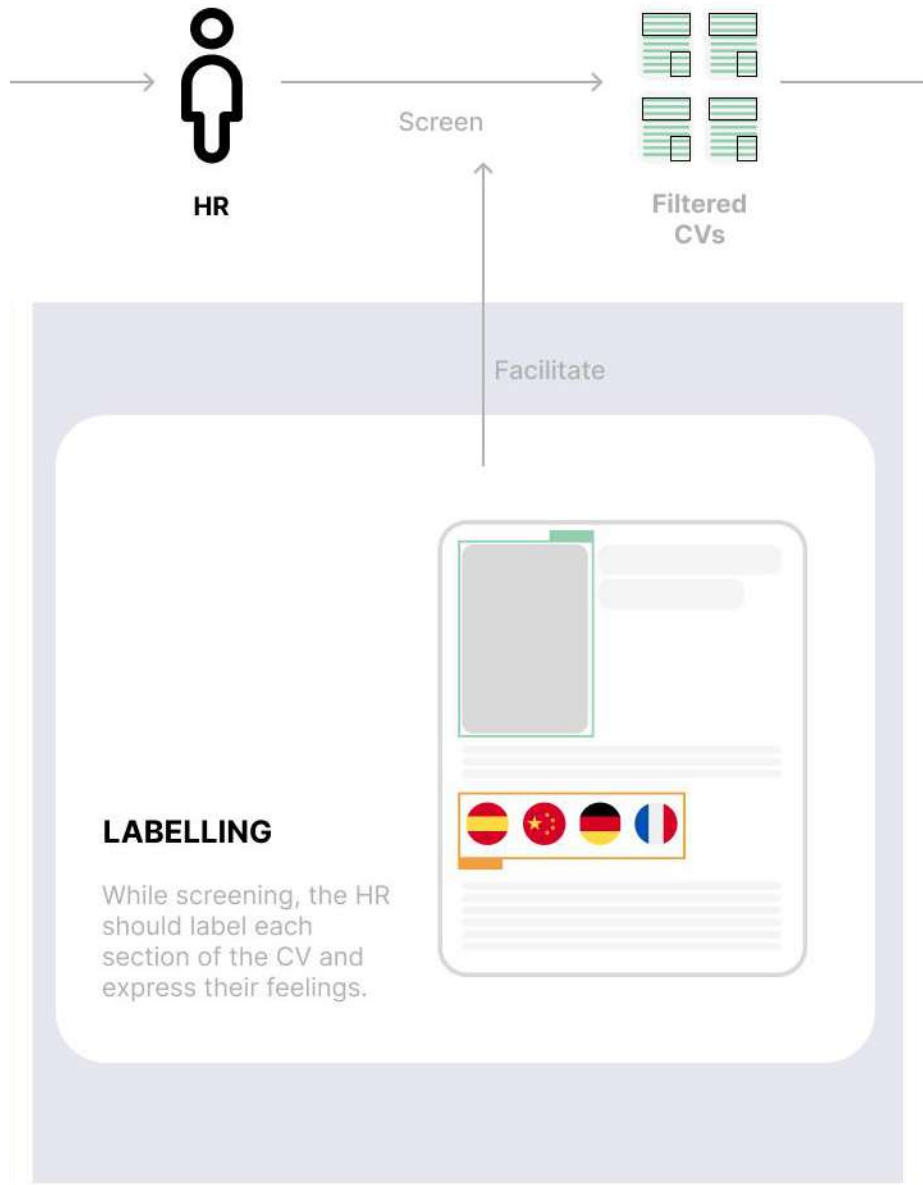 Screen
HR
Filtered
CVs
Facilitate
LABELLING
While screening, the HR
should label each
section of the CV and
express their feelings.